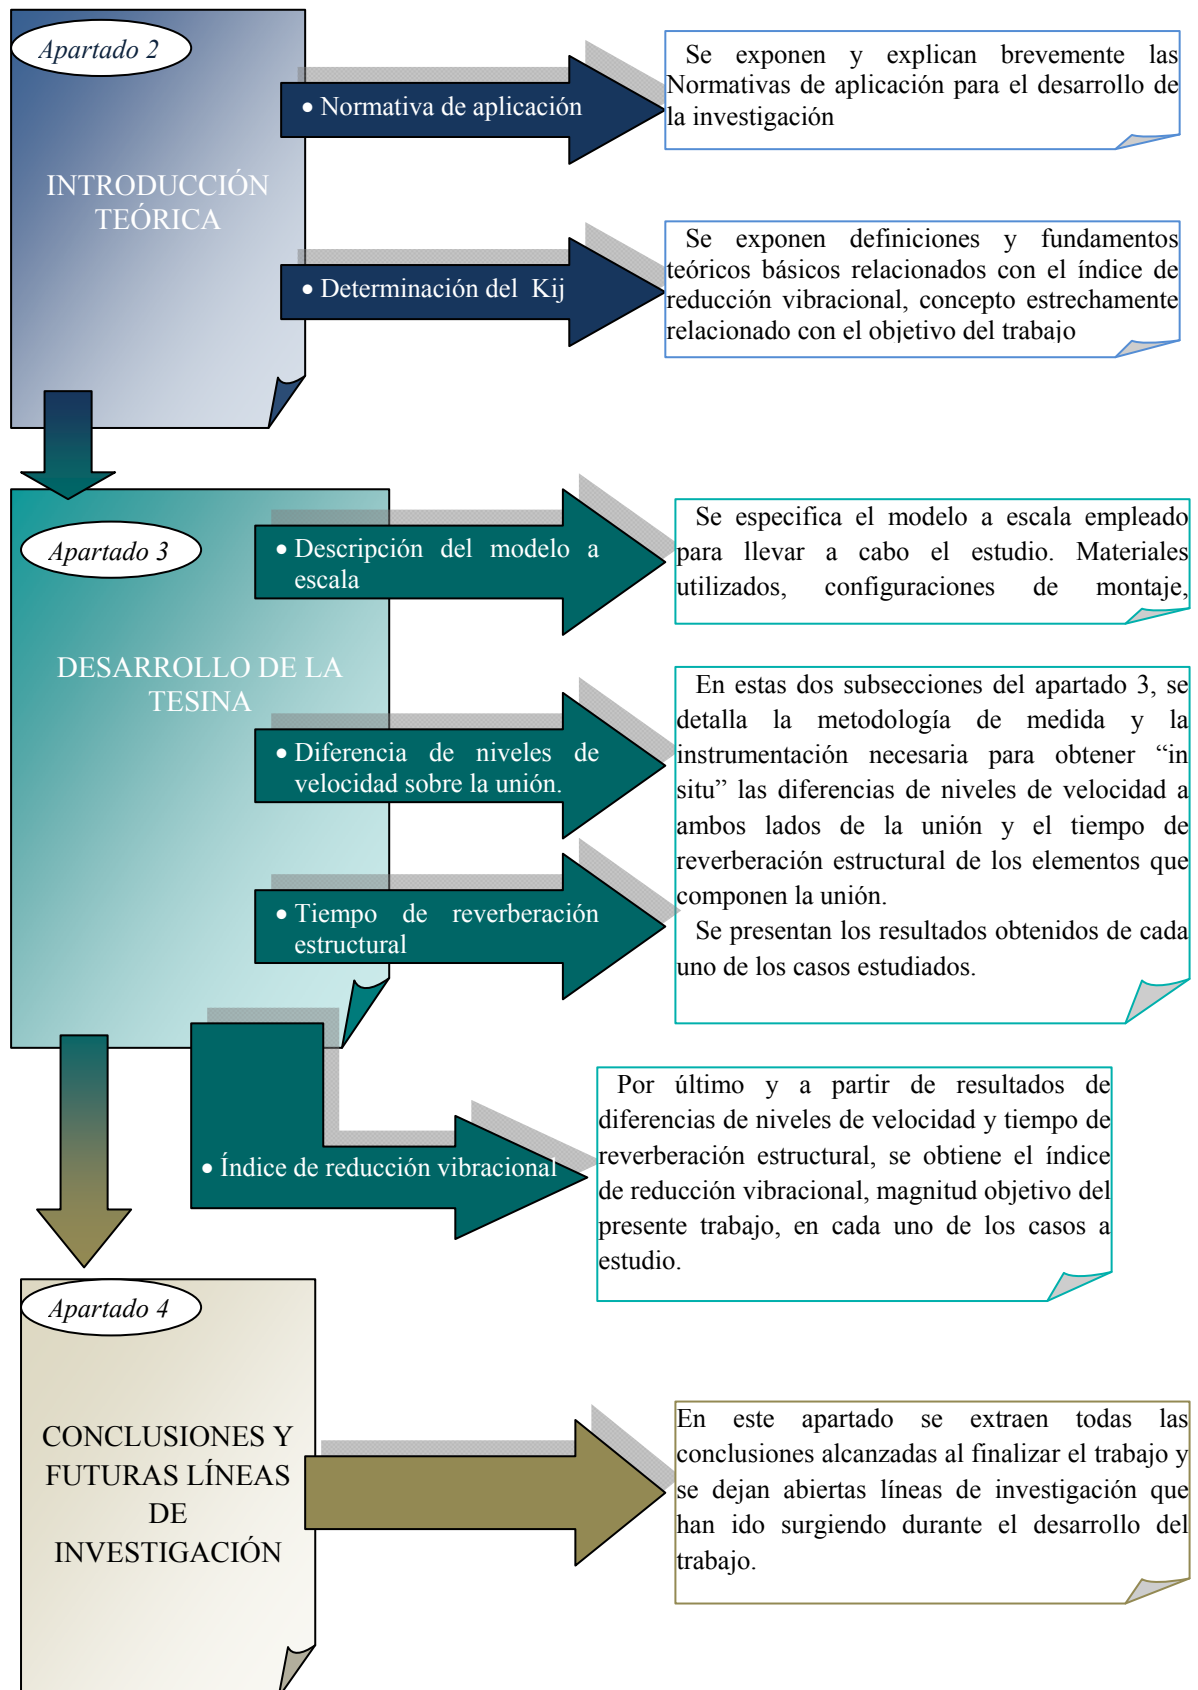 Apartado 2
INTRODUCCIÓN
TEÓRICA
• Normativa de aplicación
Se exponen y explican brevemente las
Normativas de aplicación para el desarrollo de
la investigación
• Determinación del Kij
Se exponen definiciones y fundamentos
teóricos básicos relacionados con el índice de
reducción vibracional, concepto estrechamente
relacionado con el objetivo del trabajo
Apartado 3
DESARROLLO DE LA
TESINA
• Descripción del modelo a
escala
Se especifica el modelo a escala empleado
para llevar a cabo el estudio. Materiales
utilizados, configuraciones de montaje,
• Diferencia de niveles de
velocidad sobre la unión.
• Tiempo de reverberación
estructural
En estas dos subsecciones del apartado 3, se
detalla la metodología de medida y la
instrumentación necesaria para obtener “in
situ” las diferencias de niveles de velocidad a
ambos lados de la unión y el tiempo de
reverberación estructural de los elementos que
componen la unión.
Se presentan los resultados obtenidos de cada
uno de los casos estudiados.
• Índice de reducción vibracional
Por último y a partir de resultados de
diferencias de niveles de velocidad y tiempo de
reverberación estructural, se obtiene el índice
de reducción vibracional, magnitud objetivo del
presente trabajo, en cada uno de los casos a
estudio.
Apartado 4
CONCLUSIONES Y
FUTURAS LÍNEAS
DE
INVESTIGACIÓN
En este apartado se extraen todas las
conclusiones alcanzadas al finalizar el trabajo y
se dejan abiertas líneas de investigación que
han ido surgiendo durante el desarrollo del
trabajo.